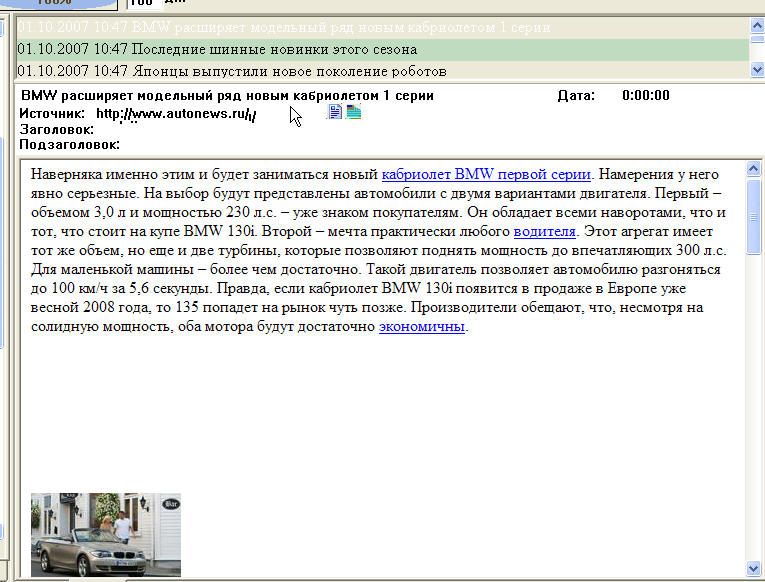 100%
100
01.10.2007 10:47 BMW расширяет модельный ряд новым кабриолетом 1 серии
01.10.2007 10:47 Последние шинные новинки этого сезона
01.10.2007 10:47 Японцы выпустили новое поколение роботов
BMW расширяет модельный ряд новым кабриолетом 1 серии Дата: 0:00:00
Источник: http://www.autonews.ru/
Заголовок:
Подзаголовок:
Наверняка именно этим и будет заниматься новый кабриолет BMW первой серии. Намерения у него
явно серьезные. На выбор будут представлены автомобили с двумя вариантами двигателя. Первый –
объемом 3,0 л и мощностью 230 л.с. – уже знаком покупателям. Он обладает всеми наворотами, что и
тот, что стоит на купе BMW 130i. Второй – мечта практически любого водителя. Этот агрегат имеет
тот же объем, но еще и две турбины, которые позволяют поднять мощность до впечатляющих 300 л.с.
Для маленькой машины – более чем достаточно. Такой двигатель позволяет автомобилю разгоняться
до 100 км/ч за 5,6 секунды. Правда, если кабриолет BMW 130i появится в продаже в Европе уже
весной 2008 года, то 135 попадет на рынок чуть позже. Производители обещают, что, несмотря на
солидную мощность, оба мотора будут достаточно экономичны.
Bar